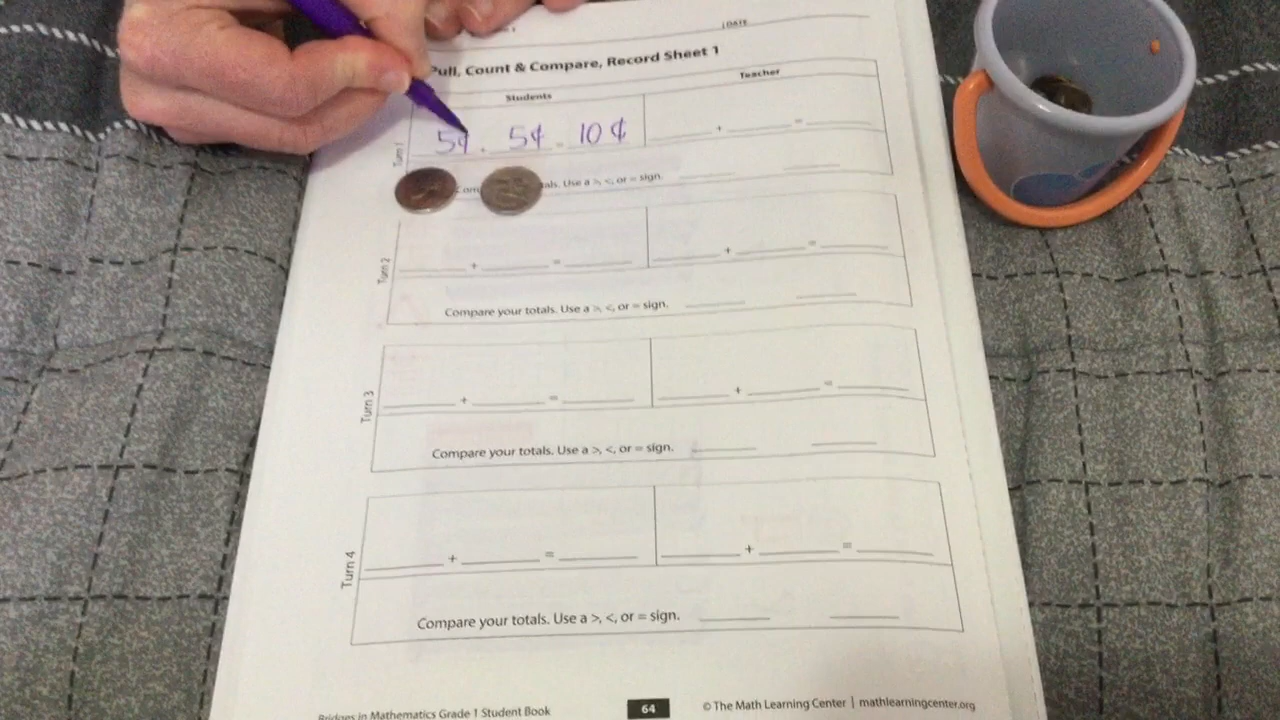 DATE
Pull, Count & Compare, Record Sheet 1
Students Teacher
Turn 1
5¢ 5¢ = 10¢ + =
Com als. Use a >, <, or = sign.
Turn 2
+ = + =
Compare your totals. Use a >, <, or = sign.
Turn 3
+ = + =
Compare your totals. Use a >, <, or = sign.
Turn 4
+ = + =
Compare your totals. Use a >, <, or = sign.
Bridges in Mathematics Grade 1 Student Book 64 © The Math Learning Center | mathlearningcenter.org